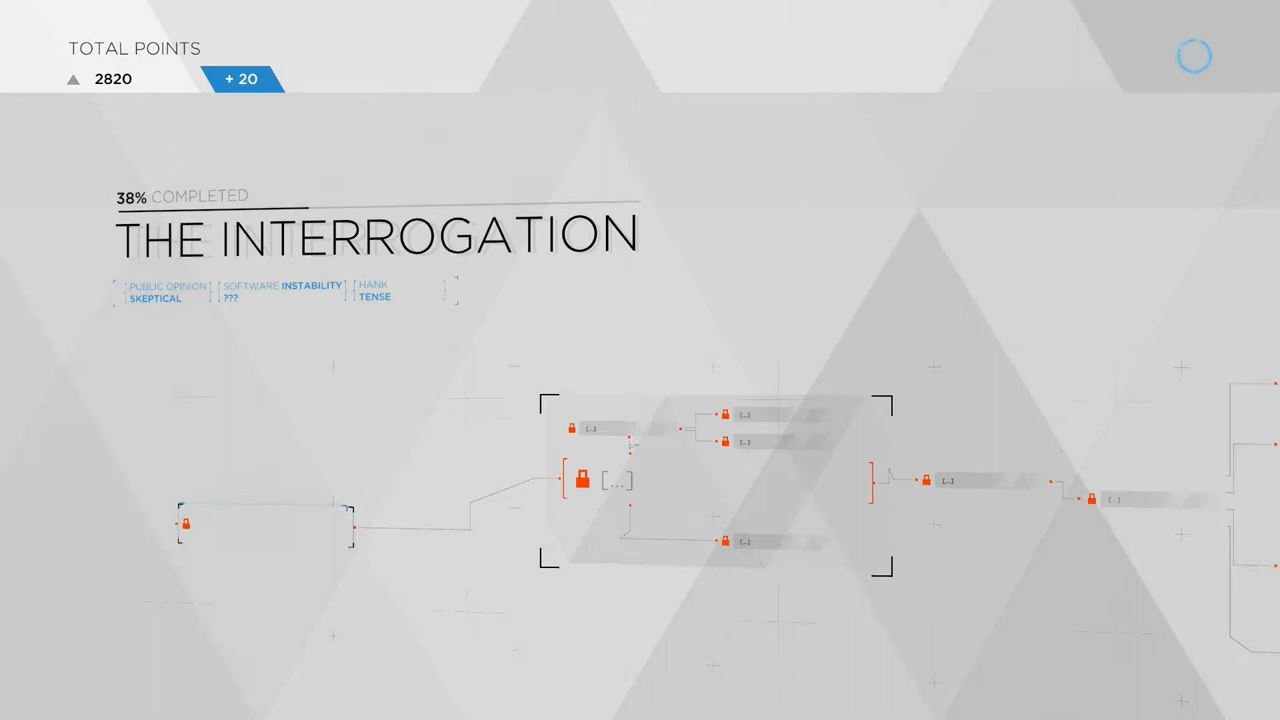 TOTAL POINTS
2820
+ 20
38% COMPLETED
THE INTERROGATION
PUBLIC OPINION
SKEPTICAL
SOFTWARE INSTABILITY
???
HANK
TENSE
[...]
[...]
[...]
[...]
[...]
[...]
[...]